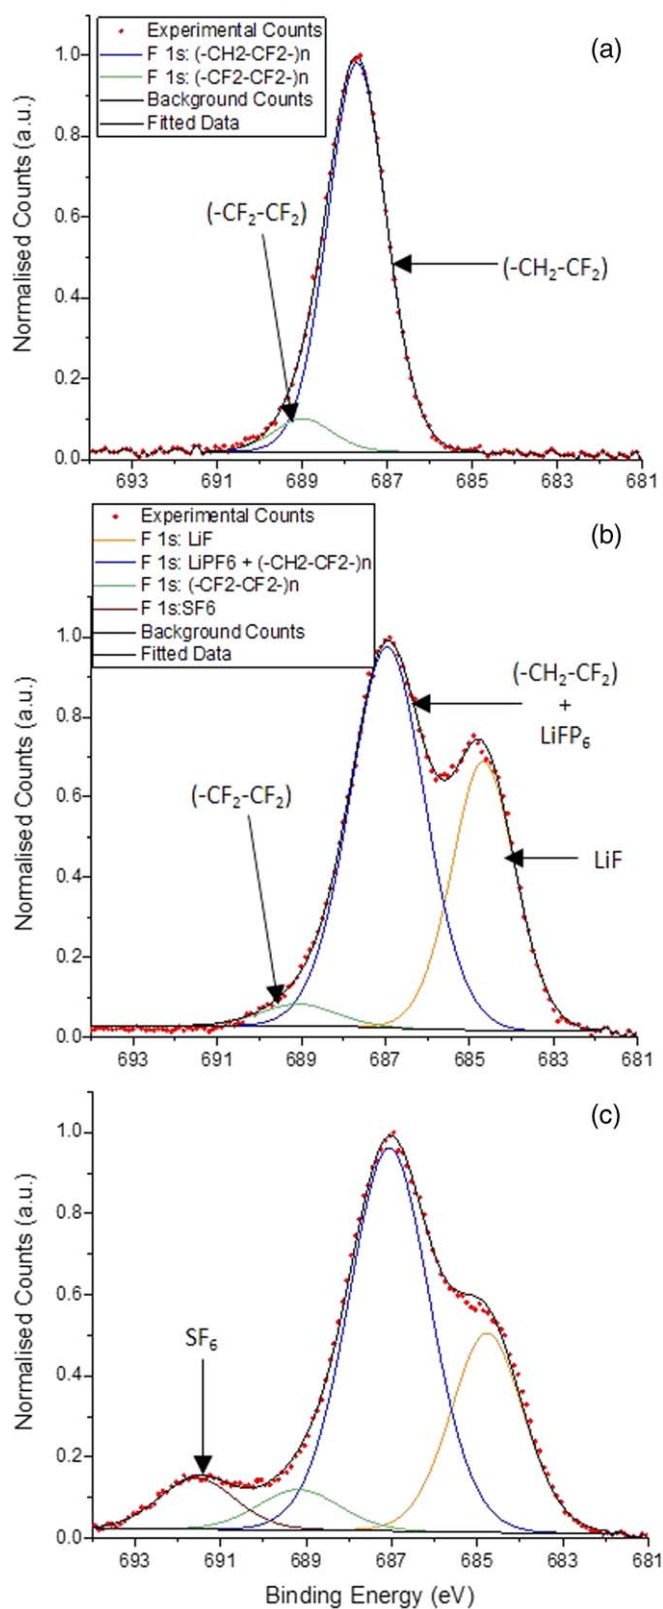 Experimental Counts
F 1s: (-CH2-CF2-)n
F 1s: (-CF2-CF2-)n
Background Counts
Fitted Data
(a)
(-CF₂-CF₂)
(-CH₂-CF₂)
Normalised Counts (a.u.)
1.0
0.8
0.6
0.4
0.2
0.0
693 691 689 687 685 683 681
Experimental Counts
F 1s: LiF
F 1s: LiPF6 + (-CH2-CF2-)n
F 1s: (-CF2-CF2-)n
F 1s:SF6
Background Counts
Fitted Data
(b)
(-CH₂-CF₂)
+
LiFP₆
(-CF₂-CF₂)
LiF
Normalised Counts (a.u.)
1.0
0.8
0.6
0.4
0.2
0.0
693 691 689 687 685 683 681
(c)
SF₆
Normalised Counts (a.u.)
1.0
0.8
0.6
0.4
0.2
0.0
693 691 689 687 685 683 681
Binding Energy (eV)